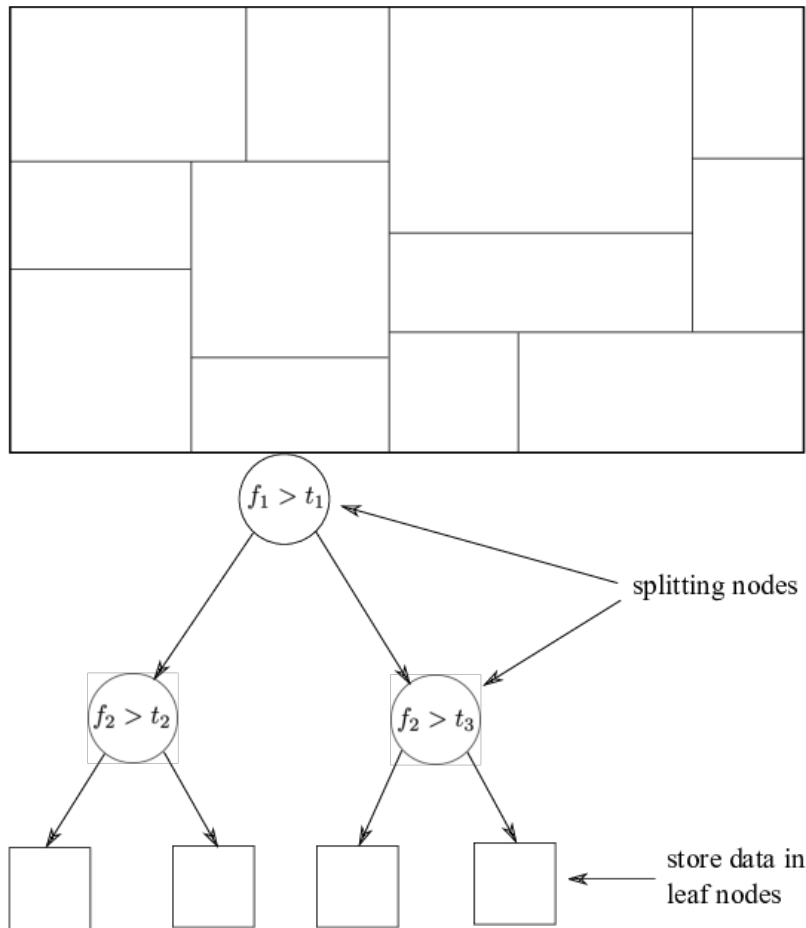 f₁ > t₁
splitting nodes
f₂ > t₂
f₂ > t₃
store data in
leaf nodes